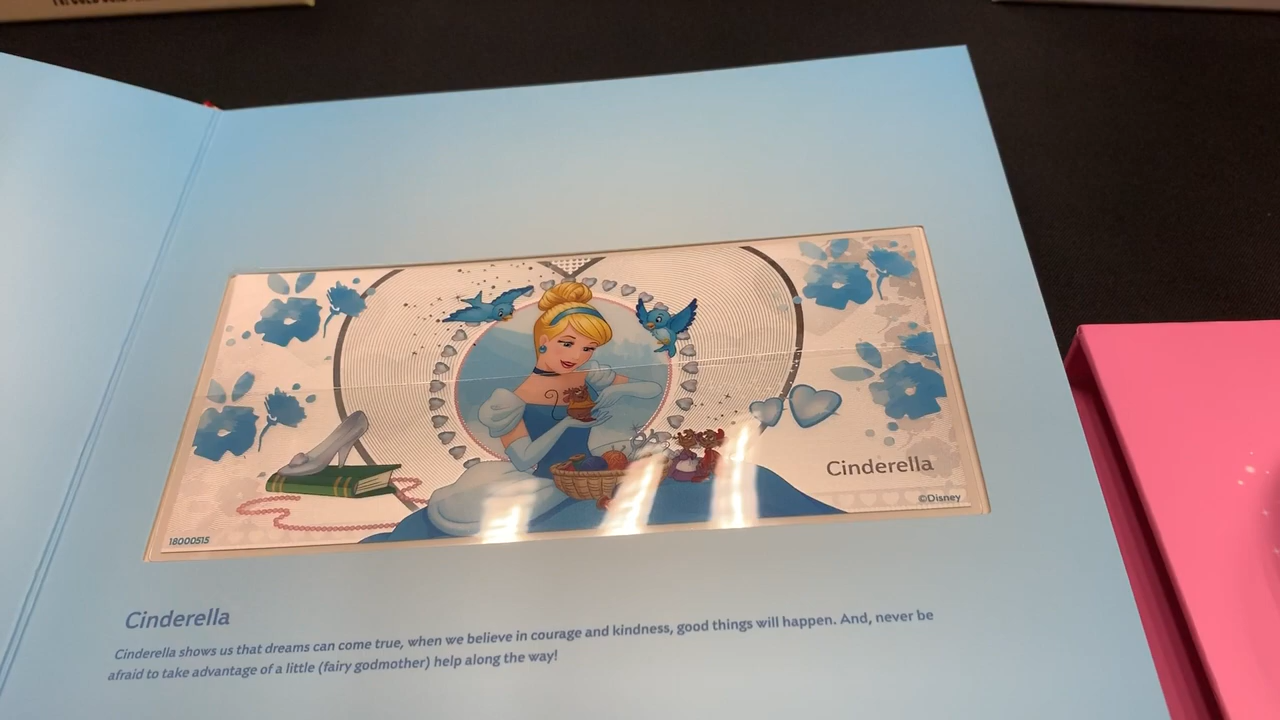 Cinderella
©Disney
18000515
Cinderella
Cinderella shows us that dreams can come true, when we believe in courage and kindness, good things will happen. And, never be
afraid to take advantage of a little (fairy godmother) help along the way!